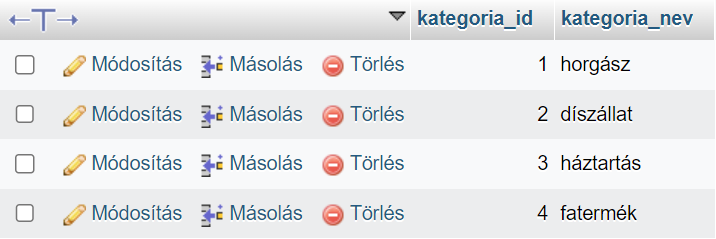 kategoria_id kategoria_nev
Módosítás Másolás Törlés 1 horgász
Módosítás Másolás Törlés 2 díszállat
Módosítás Másolás Törlés 3 háztartás
Módosítás Másolás Törlés 4 fatermék